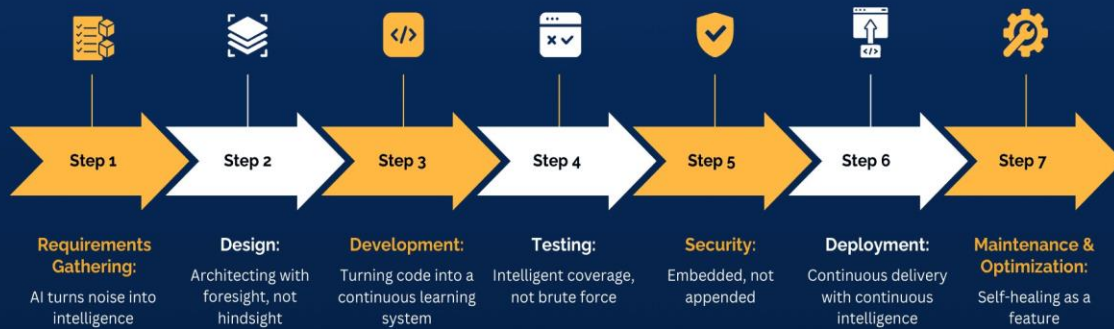 Step 1
Step 2
Step 3
Step 4
Step 5
Step 6
Step 7
Requirements
Gathering:
AI turns noise into
intelligence
Design:
Architecting with
foresight, not
hindsight
Development:
Turning code into a
continuous learning
system
Testing:
Intelligent coverage,
not brute force
Security:
Embedded, not
appended
Deployment:
Continuous delivery
with continuous
intelligence
Maintenance &
Optimization:
Self-healing as a
feature